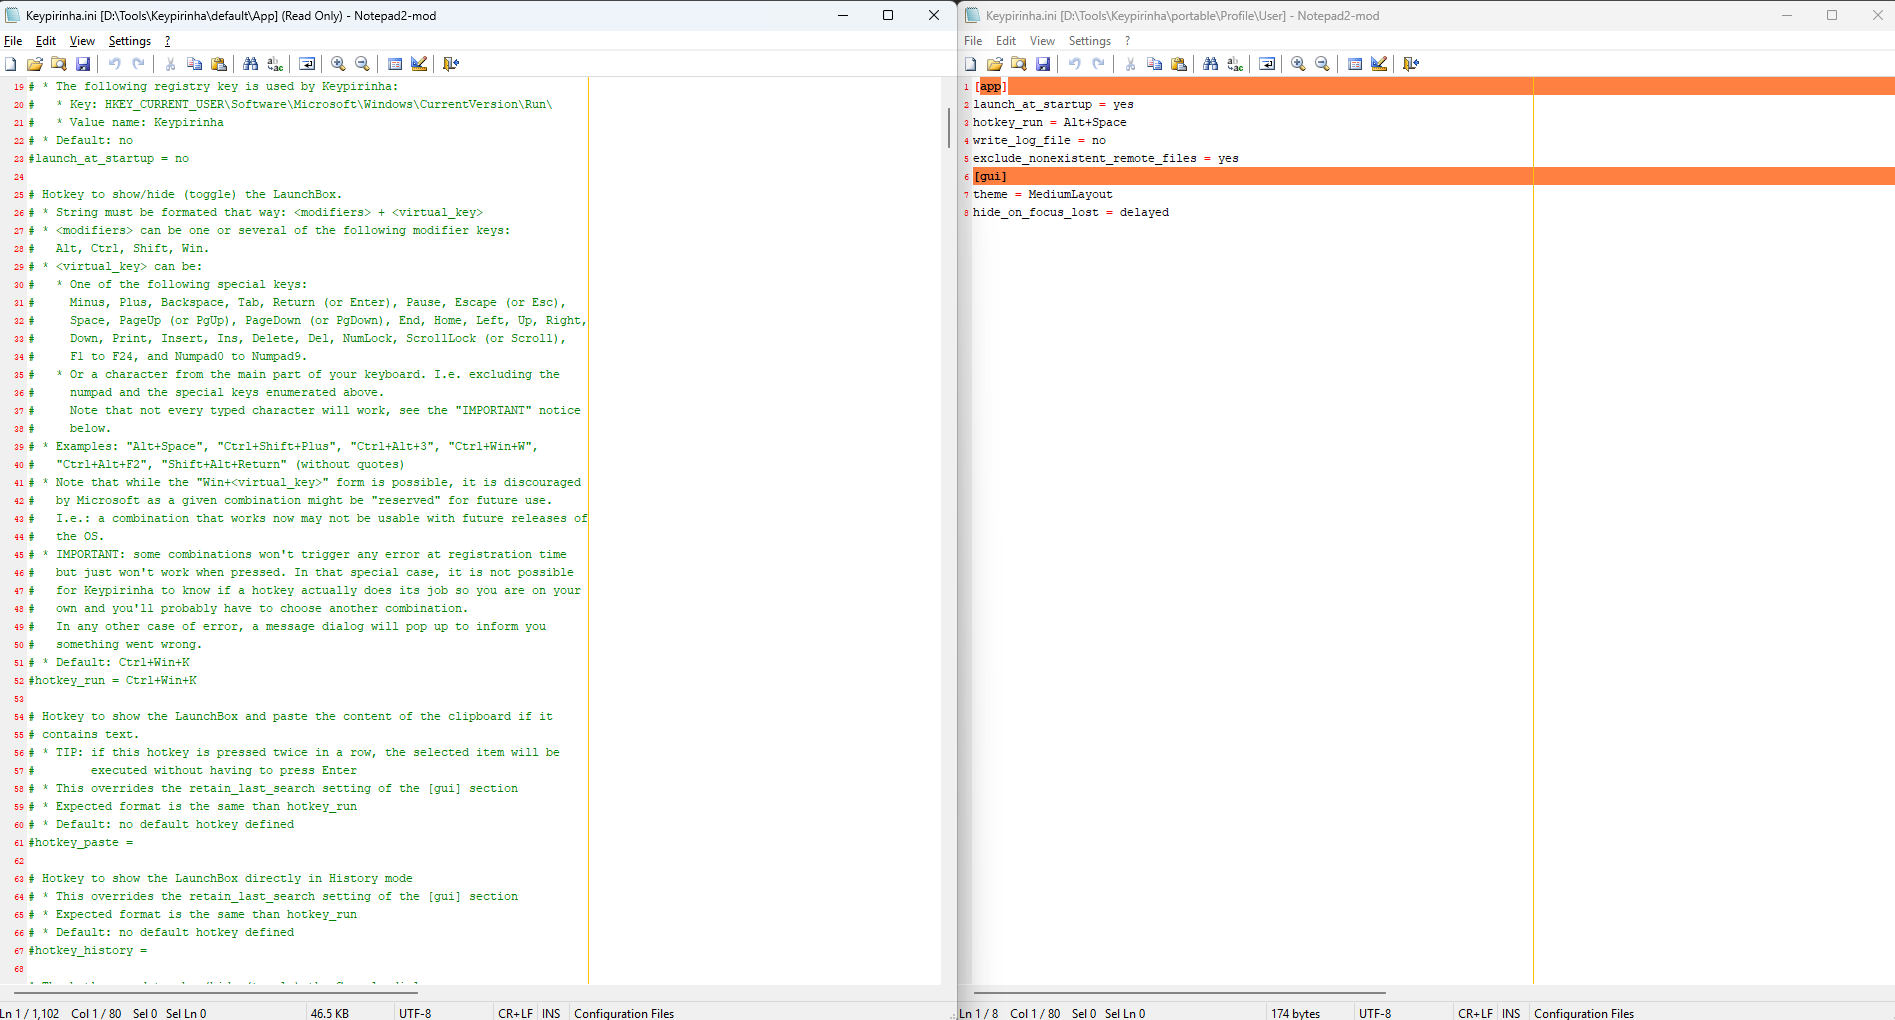 Keypirinha.ini [D:\Tools\Keypirinha\default\App] (Read Only) - Notepad2-mod
File Edit View Settings ?
19 # * The following registry key is used by Keypirinha:
20 #   * Key: HKEY_CURRENT_USER\Software\Microsoft\Windows\CurrentVersion\Run\
21 #   * Value name: Keypirinha
22 # * Default: no
23 #launch_at_startup = no
24
25 # Hotkey to show/hide (toggle) the LaunchBox.
26 # * String must be formated that way: <modifiers> + <virtual_key>
27 # * <modifiers> can be one or several of the following modifier keys:
28 #   Alt, Ctrl, Shift, Win.
29 # * <virtual_key> can be:
30 #   * One of the following special keys:
31 #     Minus, Plus, Backspace, Tab, Return (or Enter), Pause, Escape (or Esc),
32 #     Space, PageUp (or PgUp), PageDown (or PgDown), End, Home, Left, Up, Right,
33 #     Down, Print, Insert, Ins, Delete, Del, NumLock, ScrollLock (or Scroll),
34 #     F1 to F24, and Numpad0 to Numpad9.
35 #   * Or a character from the main part of your keyboard. I.e. excluding the
36 #     numpad and the special keys enumerated above.
37 #     Note that not every typed character will work, see the "IMPORTANT" notice
38 #     below.
39 # * Examples: "Alt+Space", "Ctrl+Shift+Plus", "Ctrl+Alt+3", "Ctrl+Win+W",
40 #   "Ctrl+Alt+F2", "Shift+Alt+Return" (without quotes)
41 # * Note that while the "Win+<virtual_key>" form is possible, it is discouraged
42 #   by Microsoft as a given combination might be "reserved" for future use.
43 #   I.e.: a combination that works now may not be usable with future releases of
44 #   the OS.
45 # * IMPORTANT: some combinations won't trigger any error at registration time
46 #   but just won't work when pressed. In that special case, it is not possible
47 #   for Keypirinha to know if a hotkey actually does its job so you are on your
48 #   own and you'll probably have to choose another combination.
49 #   In any other case of error, a message dialog will pop up to inform you
50 #   something went wrong.
51 # * Default: Ctrl+Win+K
52 #hotkey_run = Ctrl+Win+K
53
54 # Hotkey to show the LaunchBox and paste the content of the clipboard if it
55 # contains text.
56 # * TIP: if this hotkey is pressed twice in a row, the selected item will be
57 #        executed without having to press Enter
58 # * This overrides the retain_last_search setting of the [gui] section
59 # * Expected format is the same than hotkey_run
60 # * Default: no default hotkey defined
61 #hotkey_paste =
62
63 # Hotkey to show the LaunchBox directly in History mode
64 # * This overrides the retain_last_search setting of the [gui] section
65 # * Expected format is the same than hotkey_run
66 # * Default: no default hotkey defined
67 #hotkey_history =
68
Ln 1 / 1,102 Col 1 / 80 Sel 0 Sel Ln 0 46.5 KB UTF-8 CR+LF INS Configuration Files
Keypirinha.ini [D:\Tools\Keypirinha\portable\Profile\User] - Notepad2-mod
File Edit View Settings ?
1 [app]
2 launch_at_startup = yes
3 hotkey_run = Alt+Space
4 write_log_file = no
5 exclude_nonexistent_remote_files = yes
6 [gui]
7 theme = MediumLayout
8 hide_on_focus_lost = delayed
Ln 1 / 8 Col 1 / 80 Sel 0 Sel Ln 0 174 bytes UTF-8 CR+LF INS Configuration Files